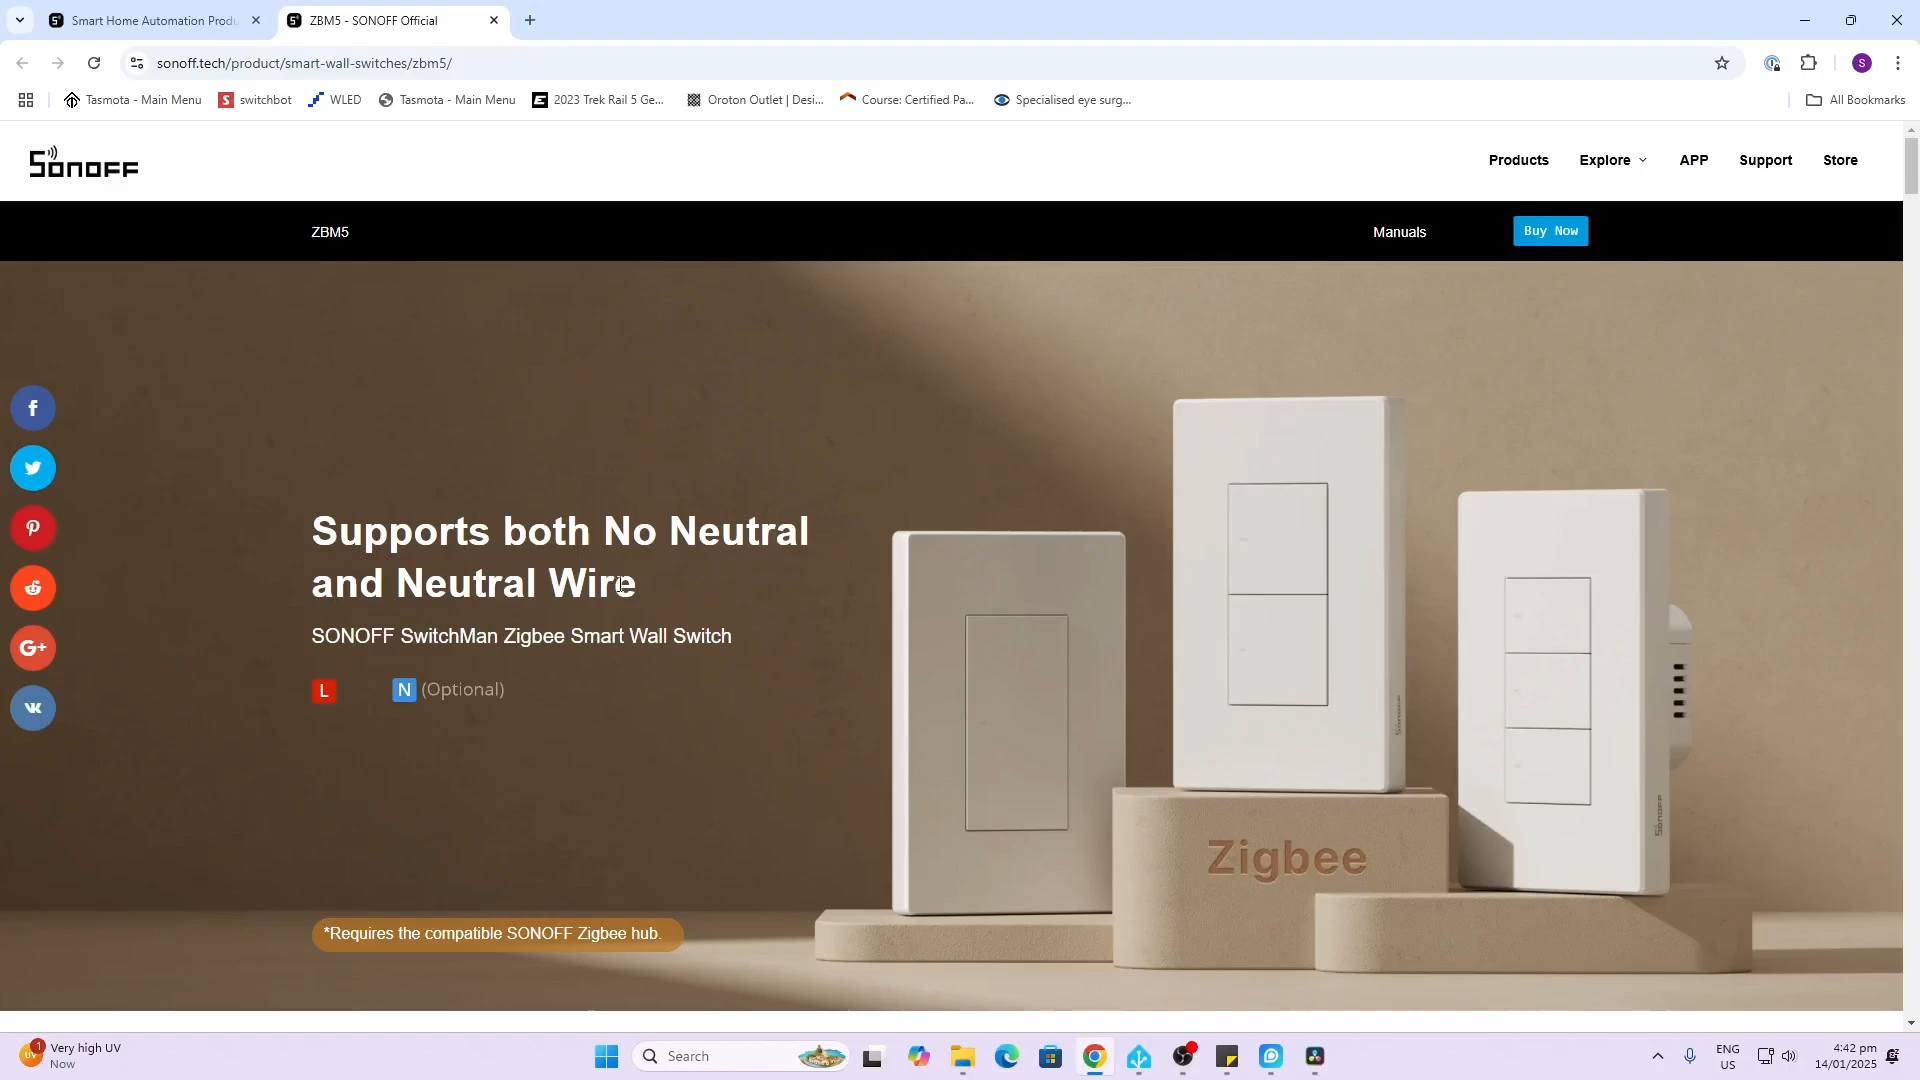 Smart Home Automation Produ
ZBM5 - SONOFF Official
sonoff.tech/product/smart-wall-switches/zbm5/
S
Tasmota - Main Menu
switchbot
WLED
Tasmota - Main Menu
2023 Trek Rail 5 Ge...
Oroton Outlet | Desi...
Course: Certified Pa...
Specialised eye surg...
All Bookmarks
SONOFF
Products
Explore
APP
Support
Store
ZBM5
Manuals
Buy Now
Supports both No Neutral
and Neutral Wire
SONOFF SwitchMan Zigbee Smart Wall Switch
L
N (Optional)
*Requires the compatible SONOFF Zigbee hub.
Zigbee
SONOFF
SONOFF
Very high UV
Now
Search
ENG
US
4:42 pm
14/01/2025